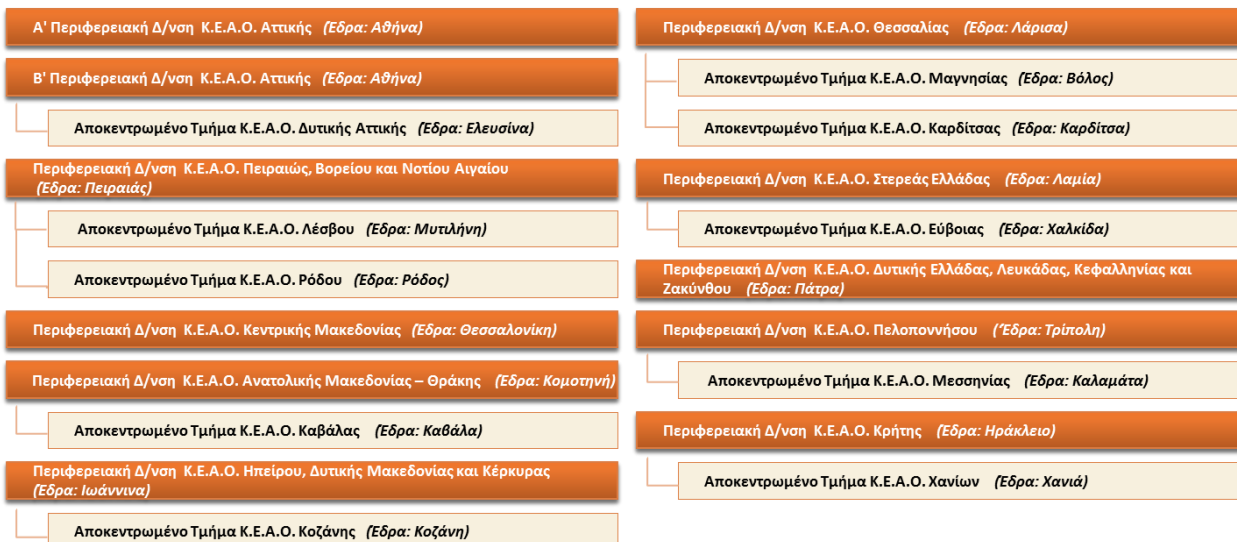 Α' Περιφερειακή Δ/νση Κ.Ε.Α.Ο. Αττικής (Έδρα: Αθήνα)
Β' Περιφερειακή Δ/νση Κ.Ε.Α.Ο. Αττικής (Έδρα: Αθήνα)
Αποκεντρωμένο Τμήμα Κ.Ε.Α.Ο. Δυτικής Αττικής (Έδρα: Ελευσίνα)
Περιφερειακή Δ/νση Κ.Ε.Α.Ο. Πειραιώς, Βορείου και Νοτίου Αιγαίου
(Έδρα: Πειραιάς)
Αποκεντρωμένο Τμήμα Κ.Ε.Α.Ο. Λέσβου (Έδρα: Μυτιλήνη)
Αποκεντρωμένο Τμήμα Κ.Ε.Α.Ο. Ρόδου (Έδρα: Ρόδος)
Περιφερειακή Δ/νση Κ.Ε.Α.Ο. Κεντρικής Μακεδονίας (Έδρα: Θεσσαλονίκη)
Περιφερειακή Δ/νση Κ.Ε.Α.Ο. Ανατολικής Μακεδονίας – Θράκης (Έδρα: Κομοτηνή)
Αποκεντρωμένο Τμήμα Κ.Ε.Α.Ο. Καβάλας (Έδρα: Καβάλα)
Περιφερειακή Δ/νση Κ.Ε.Α.Ο. Ηπείρου, Δυτικής Μακεδονίας και Κέρκυρας
(Έδρα: Ιωάννινα)
Αποκεντρωμένο Τμήμα Κ.Ε.Α.Ο. Κοζάνης (Έδρα: Κοζάνη)
Περιφερειακή Δ/νση Κ.Ε.Α.Ο. Θεσσαλίας (Έδρα: Λάρισα)
Αποκεντρωμένο Τμήμα Κ.Ε.Α.Ο. Μαγνησίας (Έδρα: Βόλος)
Αποκεντρωμένο Τμήμα Κ.Ε.Α.Ο. Καρδίτσας (Έδρα: Καρδίτσα)
Περιφερειακή Δ/νση Κ.Ε.Α.Ο. Στερεάς Ελλάδας (Έδρα: Λαμία)
Αποκεντρωμένο Τμήμα Κ.Ε.Α.Ο. Εύβοιας (Έδρα: Χαλκίδα)
Περιφερειακή Δ/νση Κ.Ε.Α.Ο. Δυτικής Ελλάδας, Λευκάδας, Κεφαλληνίας και
Ζακύνθου (Έδρα: Πάτρα)
Περιφερειακή Δ/νση Κ.Ε.Α.Ο. Πελοποννήσου (Έδρα: Τρίπολη)
Αποκεντρωμένο Τμήμα Κ.Ε.Α.Ο. Μεσσηνίας (Έδρα: Καλαμάτα)
Περιφερειακή Δ/νση Κ.Ε.Α.Ο. Κρήτης (Έδρα: Ηράκλειο)
Αποκεντρωμένο Τμήμα Κ.Ε.Α.Ο. Χανίων (Έδρα: Χανιά)